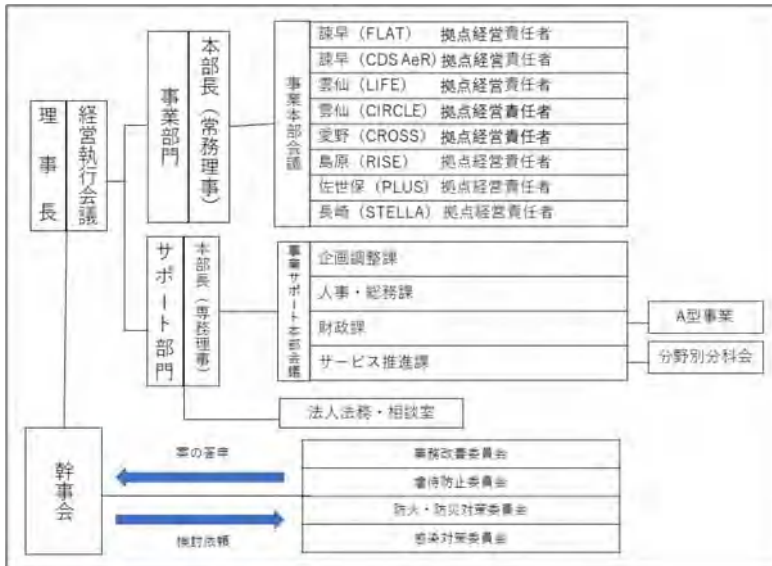 理事長
経営執行会議
事業部門
本部長（常務理事）
事業本部会議
諫早（FLAT） 拠点経営責任者
諫早（CDS AeR）拠点経営責任者
雲仙（LIFE） 拠点経営責任者
雲仙（CIRCLE） 拠点経営責任者
愛野（CROSS） 拠点経営責任者
島原（RISE） 拠点経営責任者
佐世保（PLUS） 拠点経営責任者
長崎（STELLA）拠点経営責任者
サポート部門
本部長（専務理事）
事業サポート本部会議
企画調整課
人事・総務課
財政課
サービス推進課
A型事業
分野別分科会
法人法務・相談室
幹事会
案の答申
検討依頼
業務改善委員会
虐待防止委員会
防火・防災対策委員会
感染対策委員会